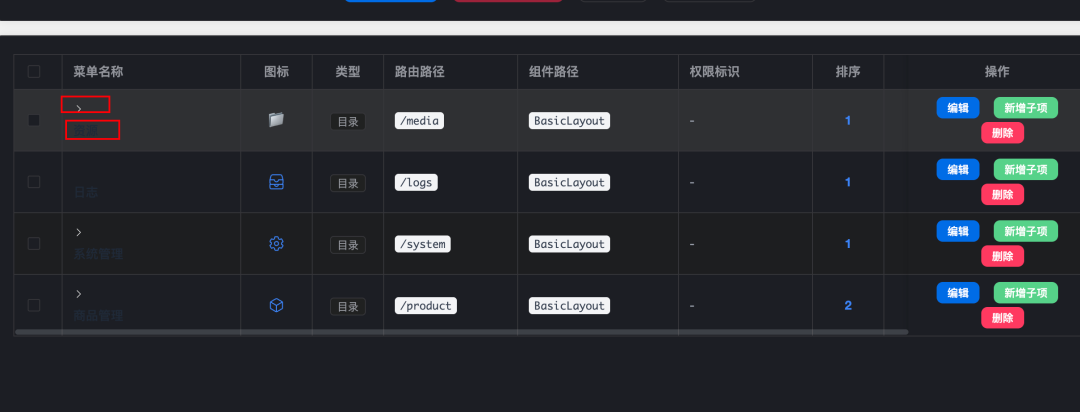 菜单名称 图标 类型 路由路径 组件路径 权限标识 排序 操作
目录 /media BasicLayout - 1 编辑 新增子项 删除
日志 目录 /logs BasicLayout - 1 编辑 新增子项 删除
系统管理 目录 /system BasicLayout - 1 编辑 新增子项 删除
商品管理 目录 /product BasicLayout - 2 编辑 新增子项 删除